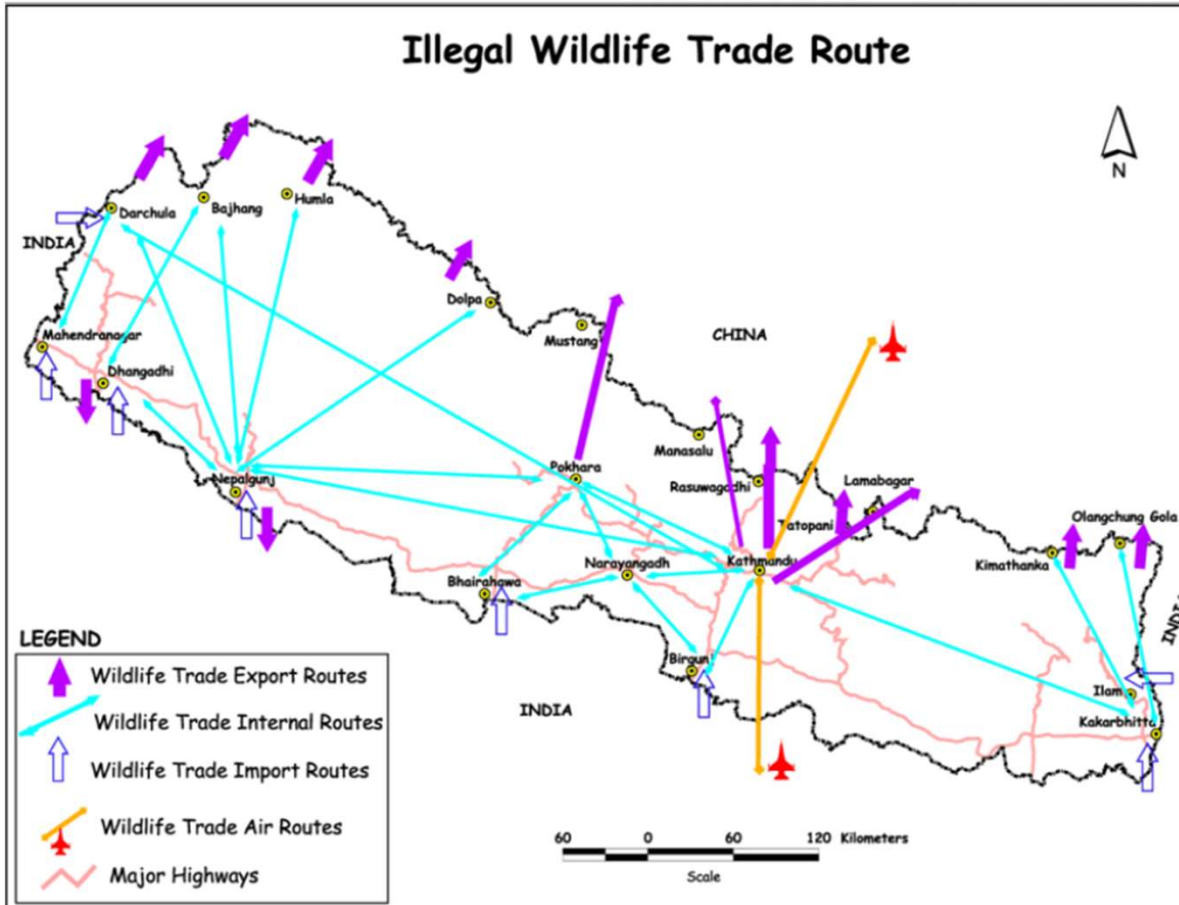 Illegal Wildlife Trade Route
N
Darchula
Bajhang
Humla
INDIA
Dolpa
Mustang
CHINA
Mahendranagar
Dhangadhi
Manasalu
Nepalgunj
Pokhara
Rasuwagadhi
Lamabagar
Tatopani
Olangchung Gola
Kimathanka
Kathmandu
Narayangadh
Bhairahawa
INDIA
Birgunj
INDIA
Ilam
Kakarbhitta
LEGEND
Wildlife Trade Export Routes
Wildlife Trade Internal Routes
Wildlife Trade Import Routes
Wildlife Trade Air Routes
Major Highways
60 0 60 120 Kilometers
Scale